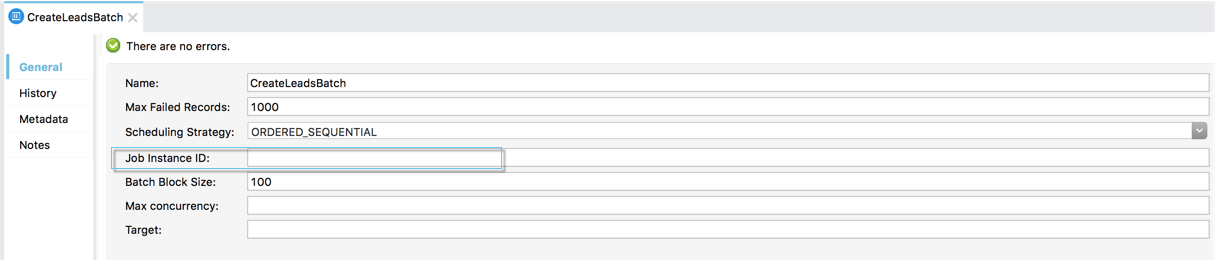 CreateLeadsBatch
There are no errors.
General
History
Metadata
Notes
Name: CreateLeadsBatch
Max Failed Records: 1000
Scheduling Strategy: ORDERED_SEQUENTIAL
Job Instance ID:
Batch Block Size: 100
Max concurrency:
Target: